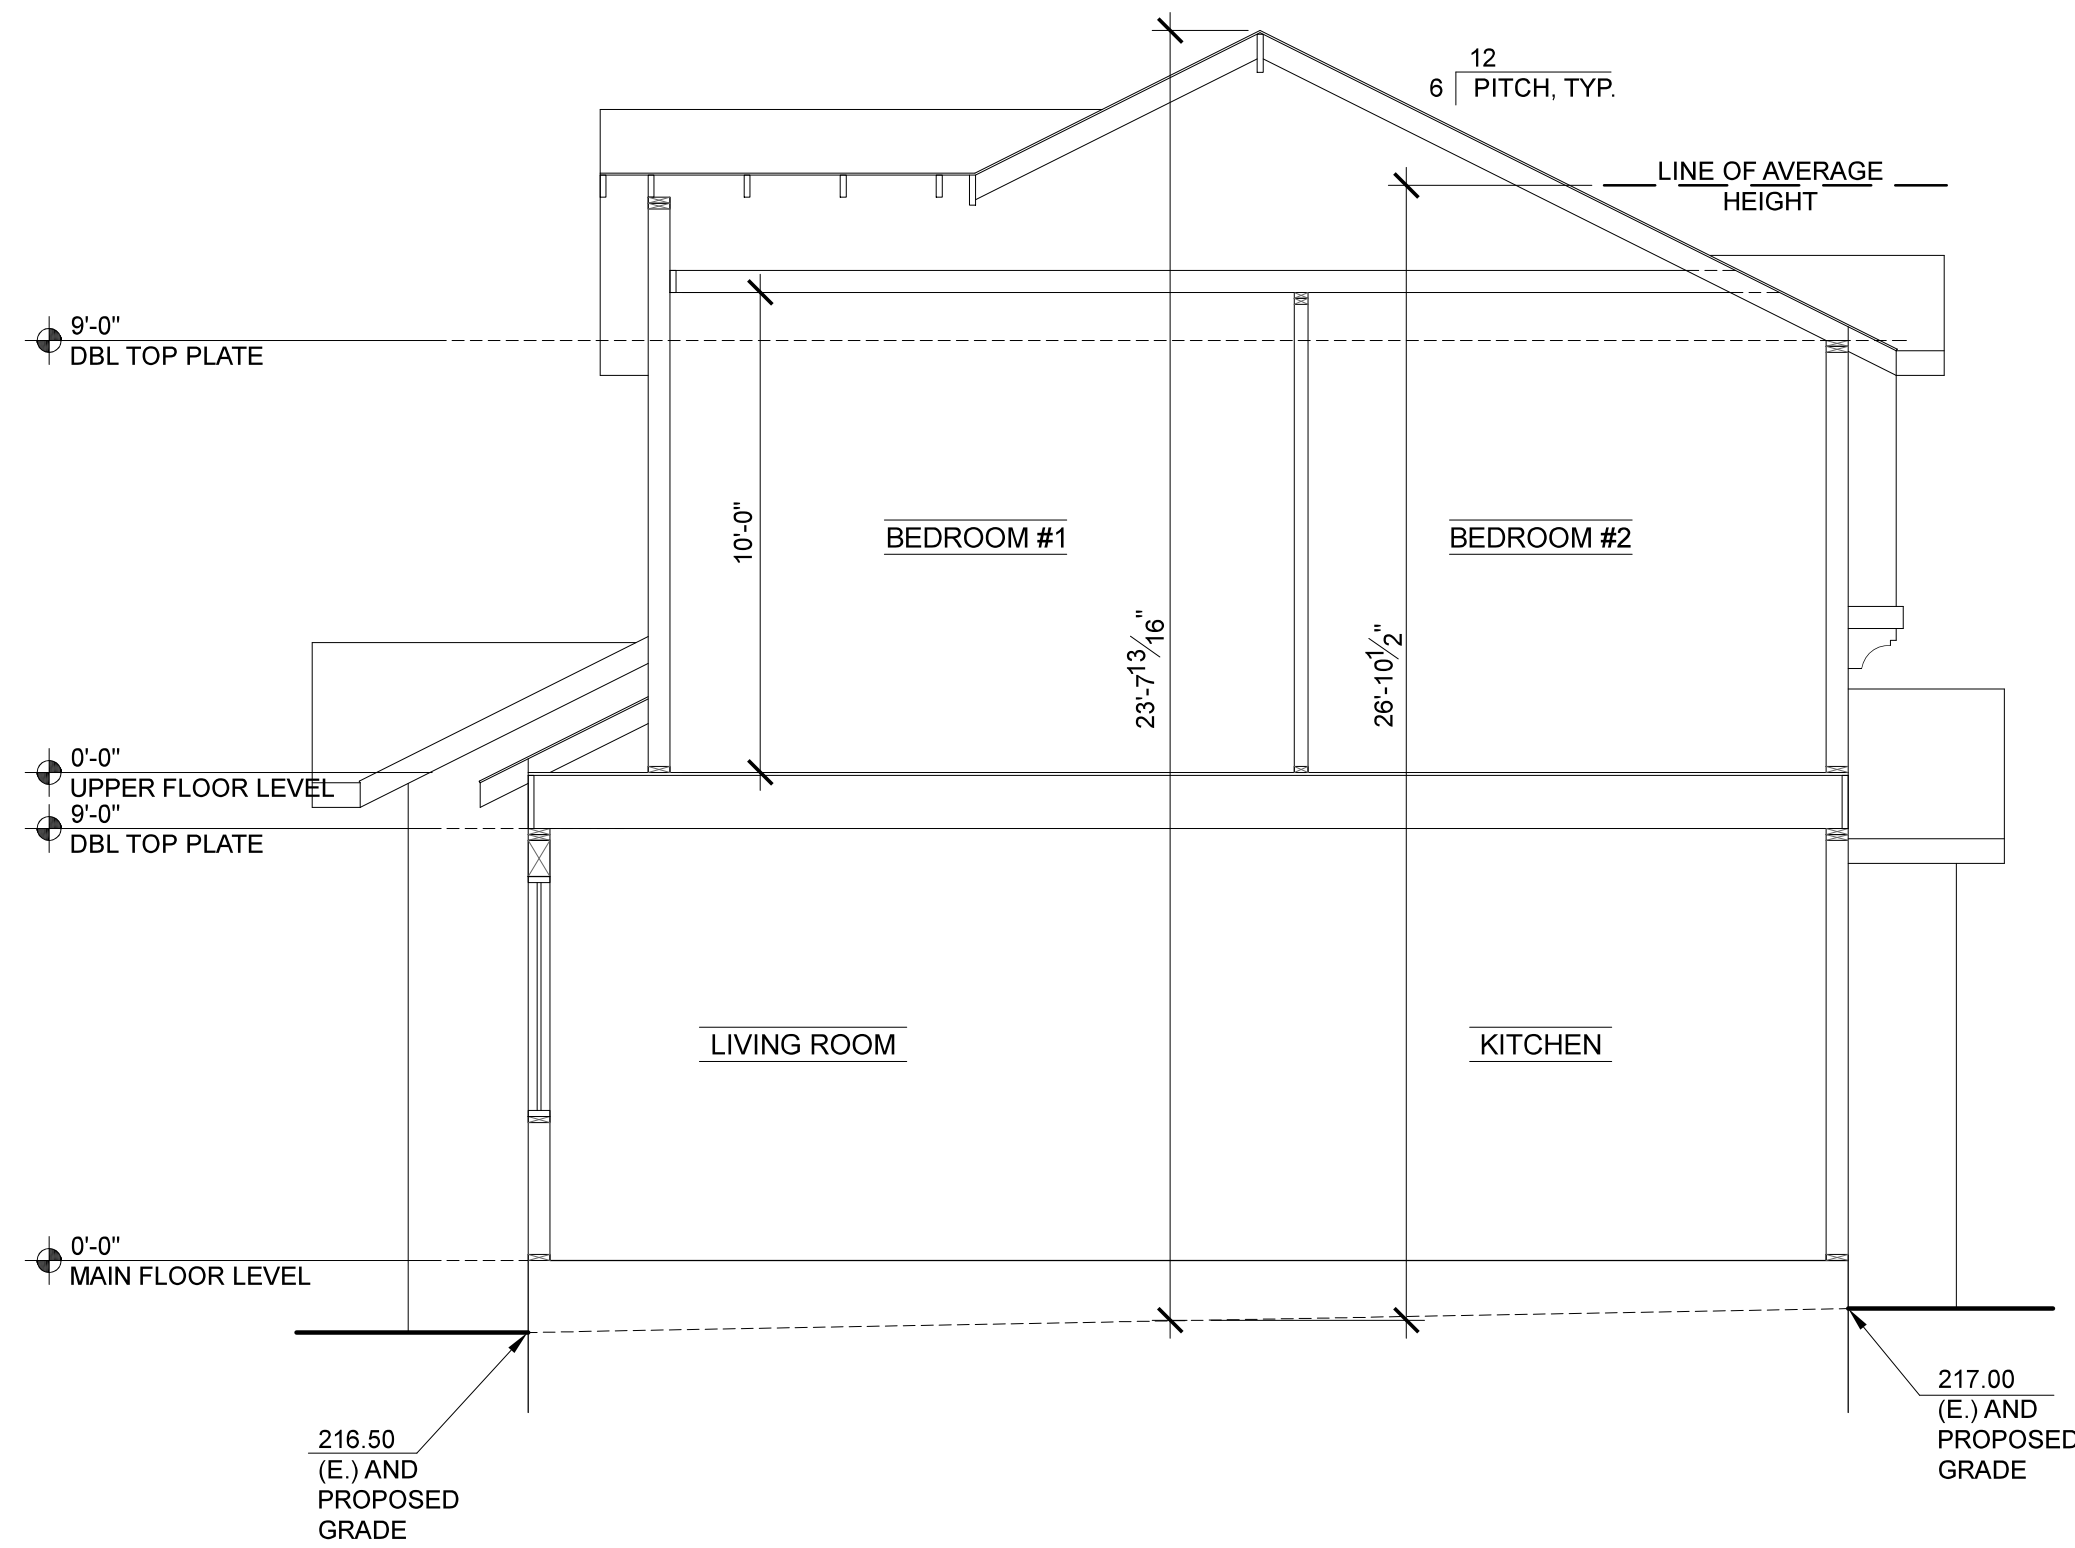 12
6 PITCH, TYP.
LINE OF AVERAGE
HEIGHT
9'-0"
DBL TOP PLATE
10'-0"
BEDROOM #1
BEDROOM #2
23'-7 13/16"
26'-10 1/2"
0'-0"
UPPER FLOOR LEVEL
9'-0"
DBL TOP PLATE
LIVING ROOM
KITCHEN
0'-0"
MAIN FLOOR LEVEL
216.50
(E.) AND
PROPOSED
GRADE
217.00
(E.) AND
PROPOSED
GRADE